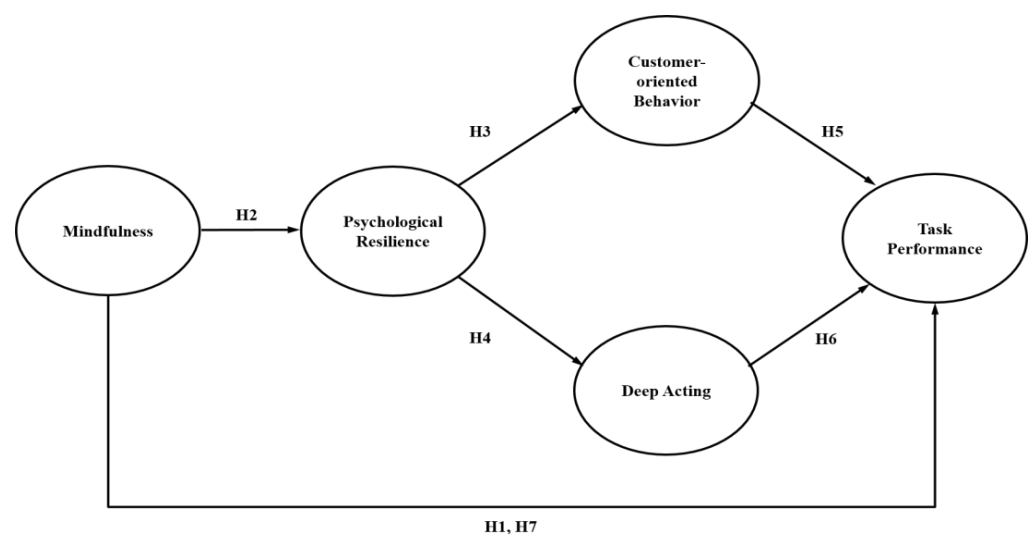 Customer-
oriented
Behavior
H3
H5
Mindfulness
H2
Psychological
Resilience
Task
Performance
H4
H6
Deep Acting
H1, H7